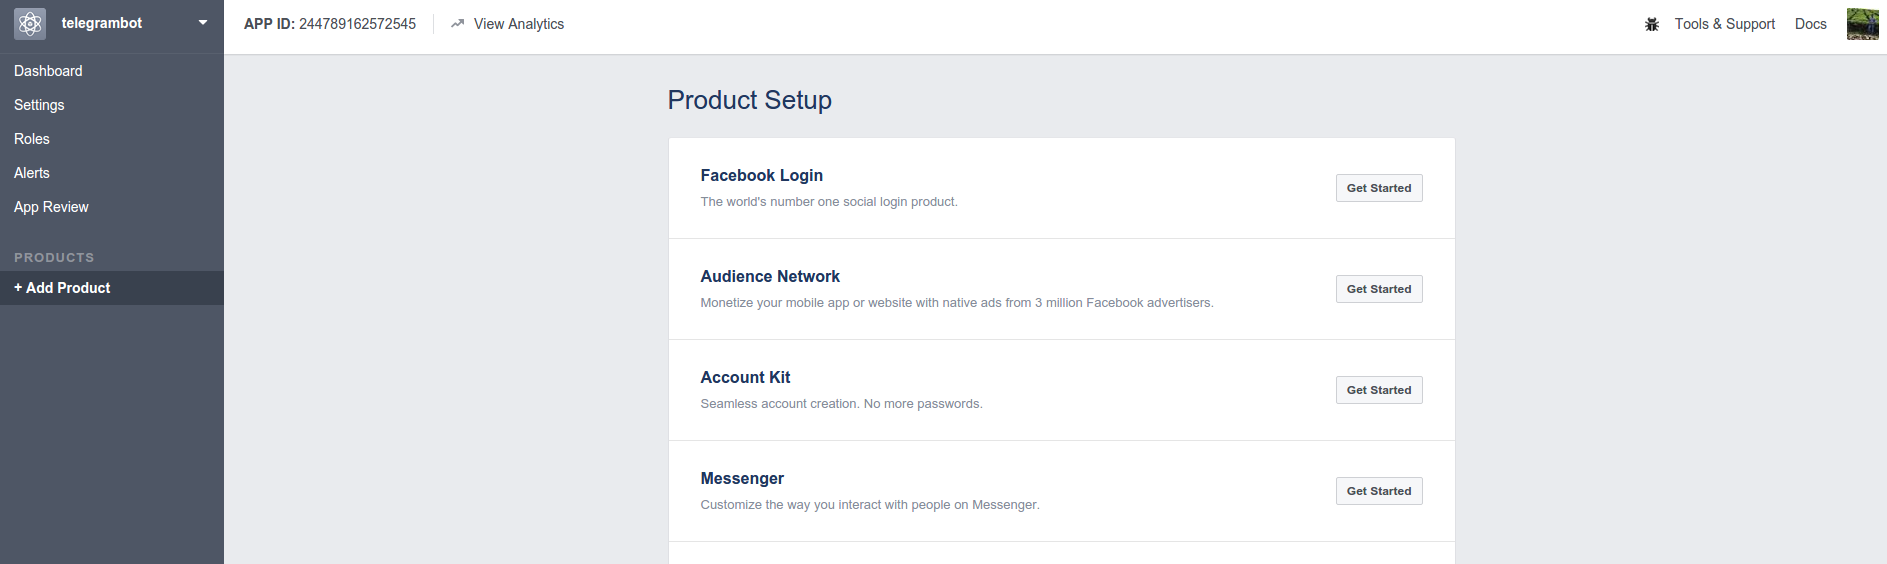 telegrambot
APP ID: 244789162572545
View Analytics
Tools & Support
Docs
Dashboard
Settings
Roles
Alerts
App Review
PRODUCTS
+ Add Product
Product Setup
Facebook Login
The world's number one social login product.
Get Started
Audience Network
Monetize your mobile app or website with native ads from 3 million Facebook advertisers.
Get Started
Account Kit
Seamless account creation. No more passwords.
Get Started
Messenger
Customize the way you interact with people on Messenger.
Get Started